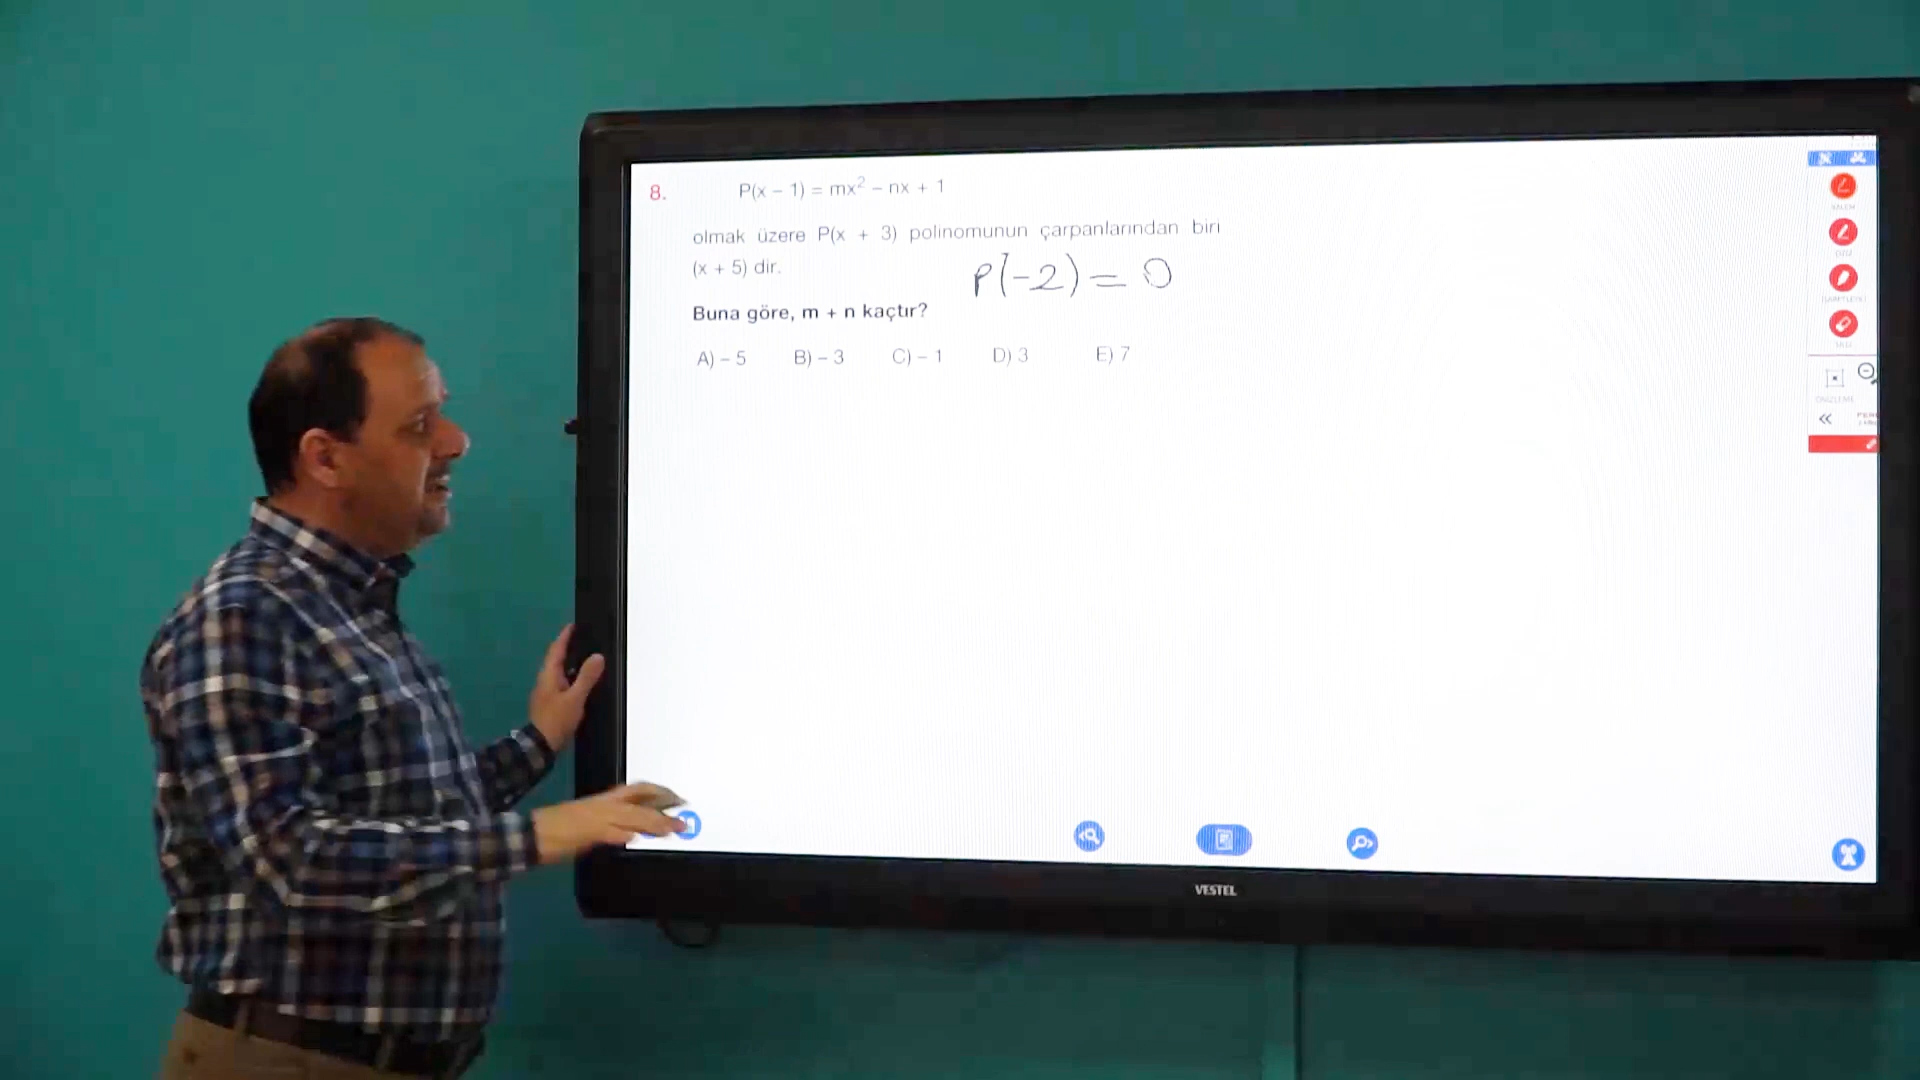 8. P(x – 1) = mx² – nx + 1
olmak üzere P(x + 3) polinomunun çarpanlarından biri
(x + 5) dir.
P(-2) = 0
Buna göre, m + n kaçtır?
A) – 5 B) – 3 C) – 1 D) 3 E) 7
VESTEL